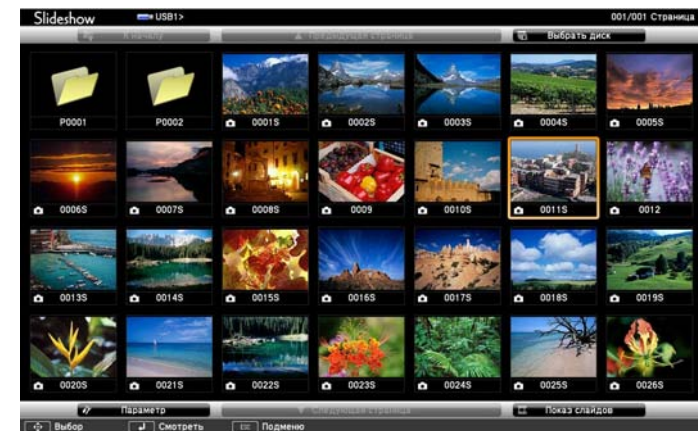 Slideshow USB1> 001/001 Страница
К началу Предыдущая страница Выбрать диск
P0001 P0002 0001S 0002S 0003S 0004S 0005S
0006S 0007S 0008S 0009 0010S 0011S 0012
0013S 0014S 0015S 0016S 0017S 0018S 0019S
0020S 0021S 0022S 0023S 0024S 0025S 0026S
Параметр Следующая страница Показ слайдов
Выбор Смотреть Esc Подменю